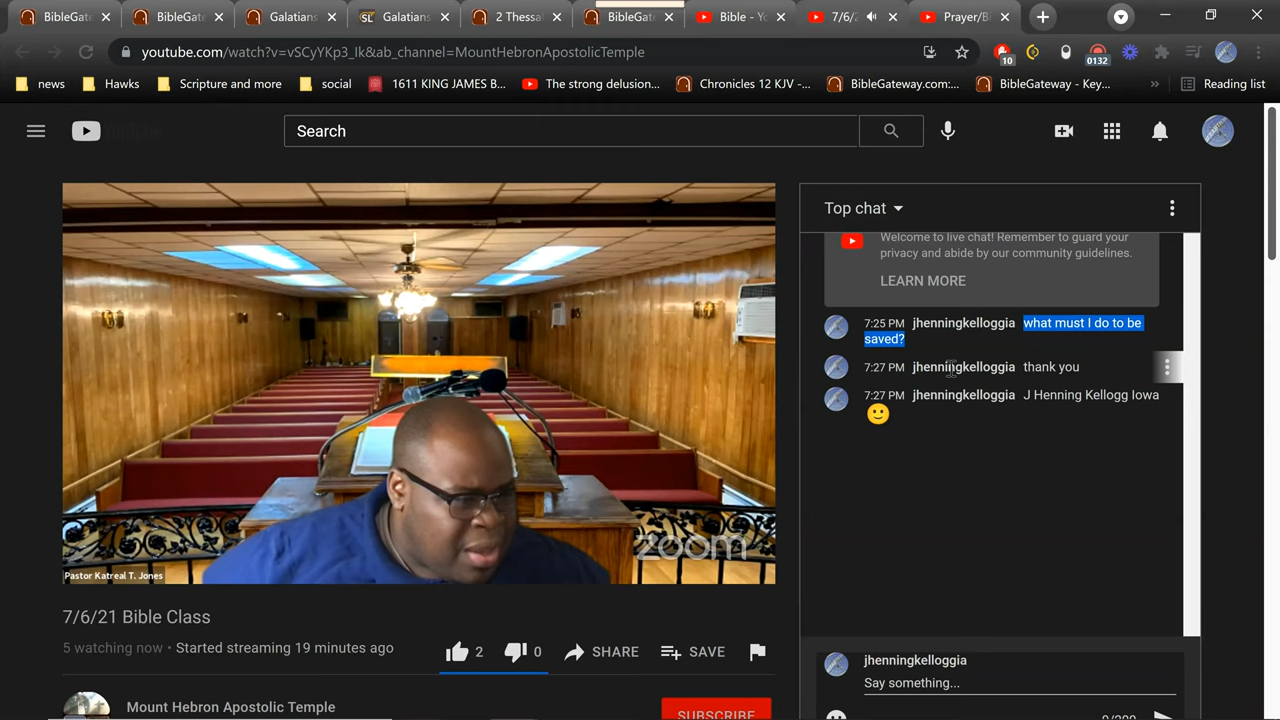 BibleGate
BibleGat
Galatians
Galatians
2 Thessal
BibleGat
Bible - Yo
7/6/2
Prayer/Bi
youtube.com/watch?v=vSCyYKp3_Ik&ab_channel=MountHebronApostolicTemple
10
0132
news
Hawks
Scripture and more
social
1611 KING JAMES B...
The strong delusion...
Chronicles 12 KJV -...
BibleGateway.com:...
BibleGateway - Key...
»
Reading list
Search
Top chat
Welcome to live chat! Remember to guard your
privacy and abide by our community guidelines.
LEARN MORE
7:25 PM jhenningkelloggia what must I do to be
saved?
7:27 PM jhenningkelloggia thank you
7:27 PM jhenningkelloggia J Henning Kellogg Iowa
🙂
zoom
Pastor Katreal T. Jones
7/6/21 Bible Class
5 watching now • Started streaming 19 minutes ago
2
0
SHARE
SAVE
jhenningkelloggia
Say something...
0/200
Mount Hebron Apostolic Temple
SUBSCRIBE